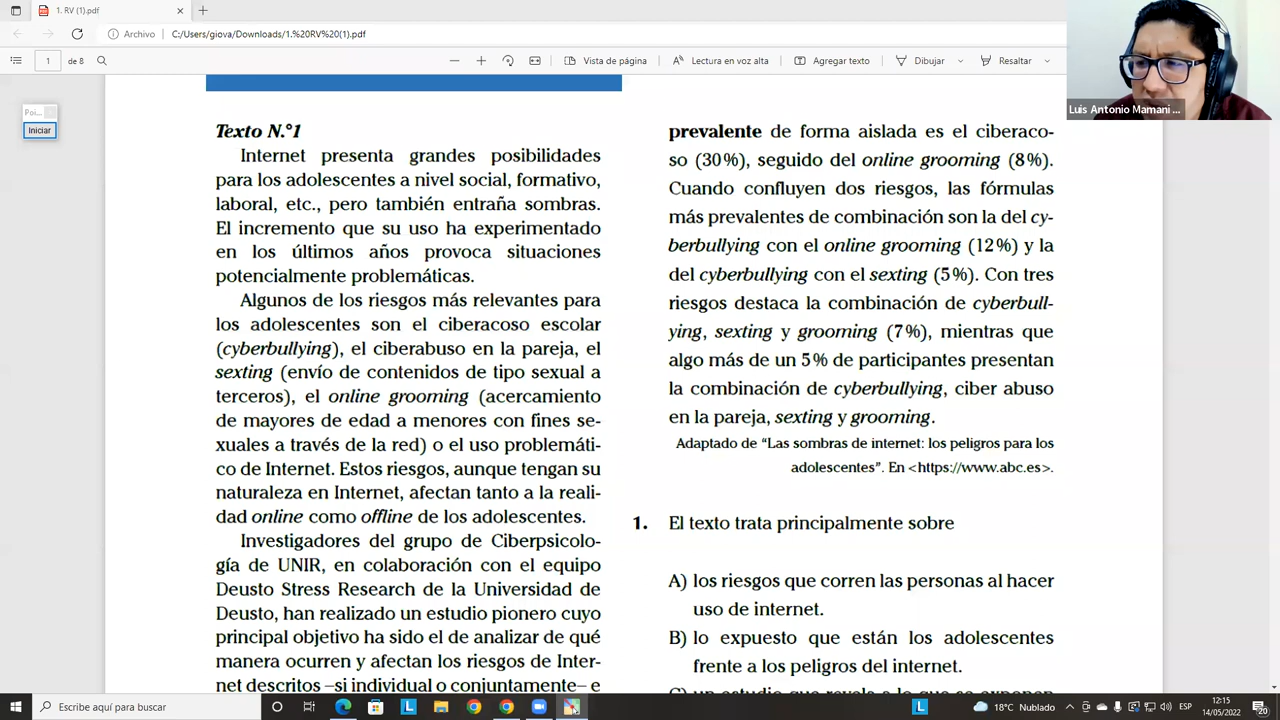 1. RV (1).pdf
Archivo
C:/Users/giova/Downloads/1.%20RV%20(1).pdf
1
de 8
Vista de página
Lectura en voz alta
Agregar texto
Dibujar
Resaltar
Luis Antonio Mamani ...
Poi...
Iniciar
Texto N.°1
Internet presenta grandes posibilidades
para los adolescentes a nivel social, formativo,
laboral, etc., pero también entraña sombras.
El incremento que su uso ha experimentado
en los últimos años provoca situaciones
potencialmente problemáticas.
Algunos de los riesgos más relevantes para
los adolescentes son el ciberacoso escolar
(cyberbullying), el ciberabuso en la pareja, el
sexting (envío de contenidos de tipo sexual a
terceros), el online grooming (acercamiento
de mayores de edad a menores con fines se-
xuales a través de la red) o el uso problemáti-
co de Internet. Estos riesgos, aunque tengan su
naturaleza en Internet, afectan tanto a la reali-
dad online como offline de los adolescentes.
Investigadores del grupo de Ciberpsicolo-
gía de UNIR, en colaboración con el equipo
Deusto Stress Research de la Universidad de
Deusto, han realizado un estudio pionero cuyo
principal objetivo ha sido el de analizar de qué
manera ocurren y afectan los riesgos de Inter-
net descritos –si individual o conjuntamente– e
prevalente de forma aislada es el ciberaco-
so (30%), seguido del online grooming (8%).
Cuando confluyen dos riesgos, las fórmulas
más prevalentes de combinación son la del cy-
berbullying con el online grooming (12%) y la
del cyberbullying con el sexting (5%). Con tres
riesgos destaca la combinación de cyberbull-
ying, sexting y grooming (7%), mientras que
algo más de un 5% de participantes presentan
la combinación de cyberbullying, ciber abuso
en la pareja, sexting y grooming.
Adaptado de “Las sombras de internet: los peligros para los
adolescentes”. En <https://www.abc.es>.
1. El texto trata principalmente sobre
A) los riesgos que corren las personas al hacer
uso de internet.
B) lo expuesto que están los adolescentes
frente a los peligros del internet.
C) un estudio que revela a lo que se exponen
Escribe aquí para buscar
18°C Nublado
ESP
12:15
14/05/2022
20